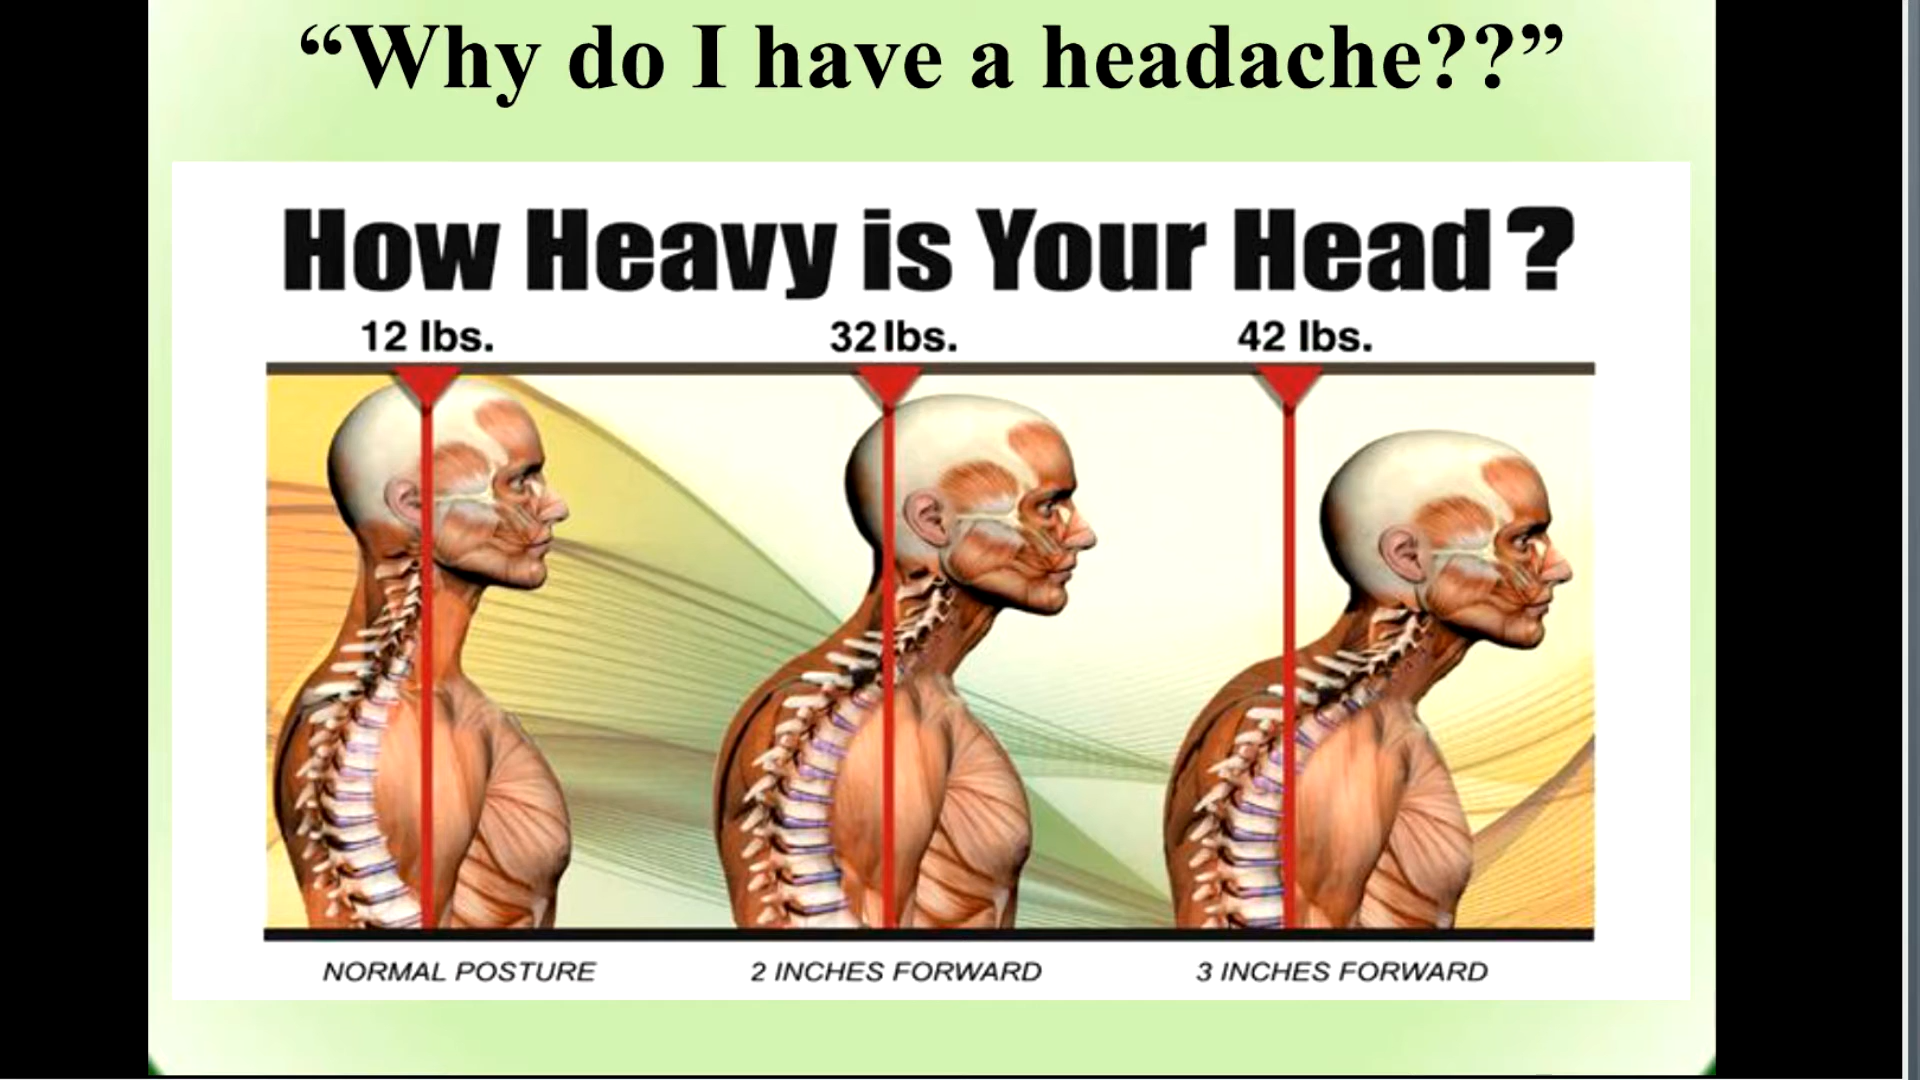 “Why do I have a headache??”
How Heavy is Your Head?
12 lbs. 32 lbs. 42 lbs.
NORMAL POSTURE 2 INCHES FORWARD 3 INCHES FORWARD